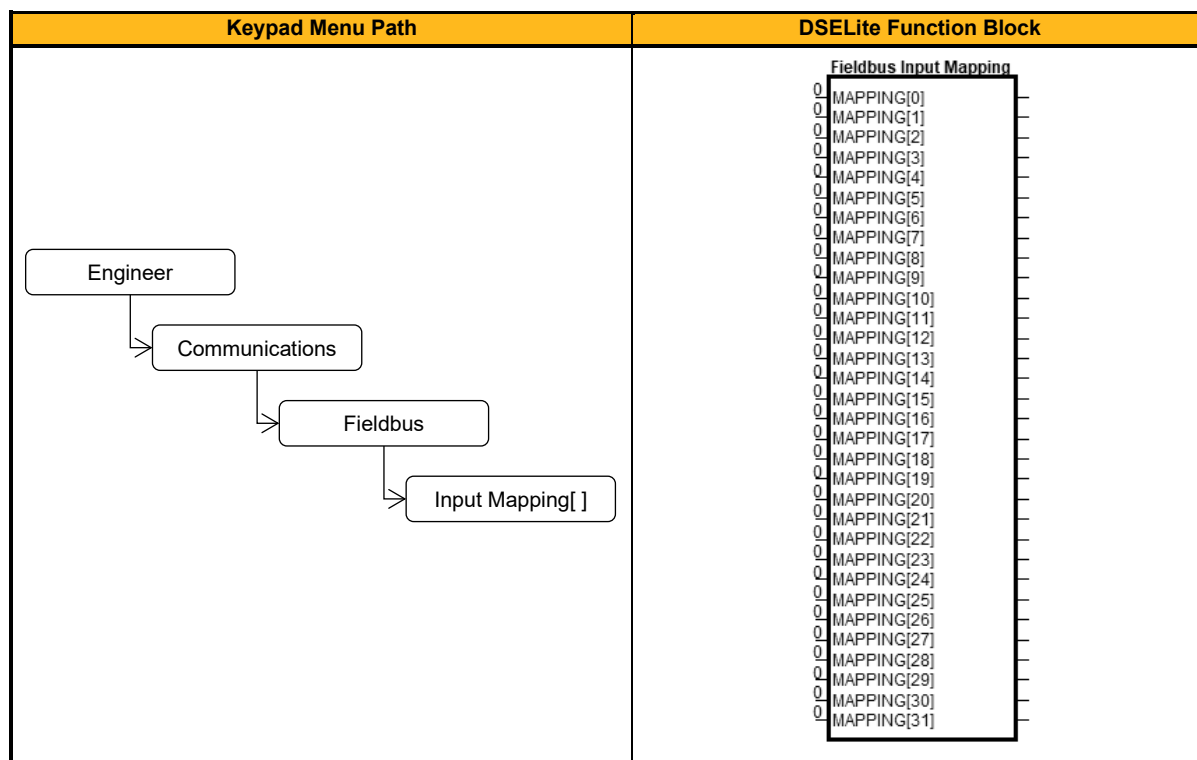 Keypad Menu Path
DSELite Function Block
Engineer
Communications
Fieldbus
Input Mapping[ ]
Fieldbus Input Mapping
0 MAPPING[0]
0 MAPPING[1]
0 MAPPING[2]
0 MAPPING[3]
0 MAPPING[4]
0 MAPPING[5]
0 MAPPING[6]
0 MAPPING[7]
0 MAPPING[8]
0 MAPPING[9]
0 MAPPING[10]
0 MAPPING[11]
0 MAPPING[12]
0 MAPPING[13]
0 MAPPING[14]
0 MAPPING[15]
0 MAPPING[16]
0 MAPPING[17]
0 MAPPING[18]
0 MAPPING[19]
0 MAPPING[20]
0 MAPPING[21]
0 MAPPING[22]
0 MAPPING[23]
0 MAPPING[24]
0 MAPPING[25]
0 MAPPING[26]
0 MAPPING[27]
0 MAPPING[28]
0 MAPPING[29]
0 MAPPING[30]
0 MAPPING[31]